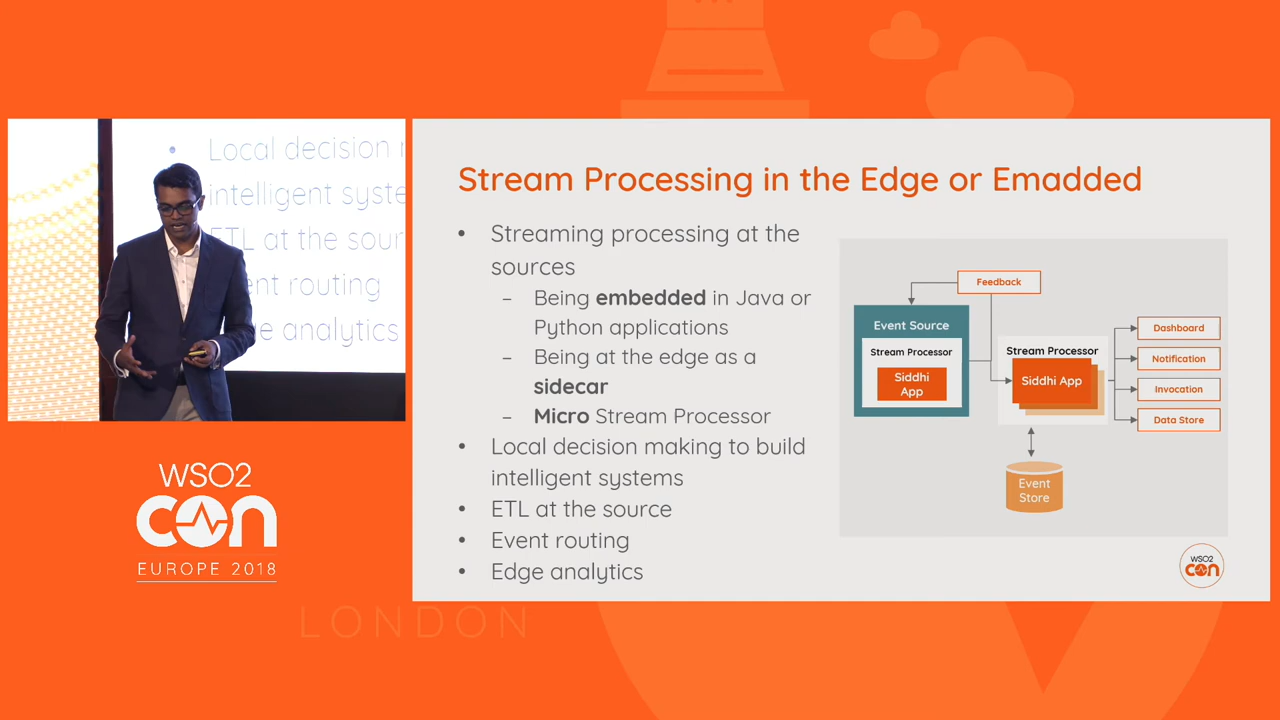 Local decision
intelligent syste
ETL at the sour
ent routing
ge analytics
WSO2
con
EUROPE 2018
LONDON
Stream Processing in the Edge or Emadded
• Streaming processing at the
sources
– Being embedded in Java or
Python applications
– Being at the edge as a
sidecar
– Micro Stream Processor
• Local decision making to build
intelligent systems
• ETL at the source
• Event routing
• Edge analytics
Feedback
Event Source
Stream Processor
Siddhi
App
Stream Processor
Siddhi App
Dashboard
Notification
Invocation
Data Store
Event
Store
WSO2
con